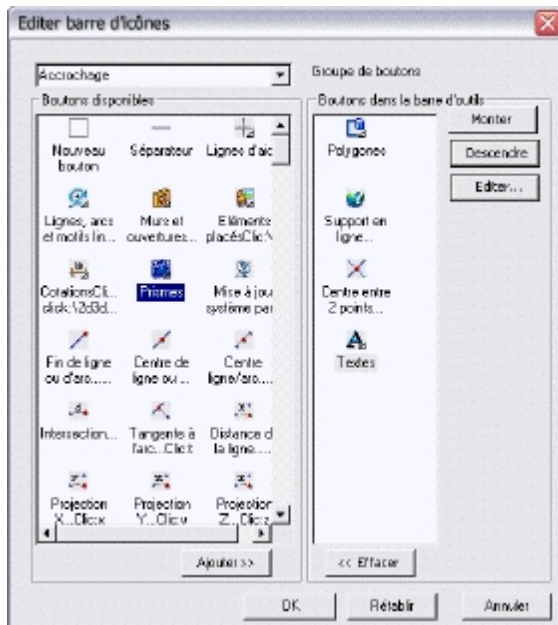 Editer barre d'icônes
Accrochage
Groupe de boutons
Boutons disponibles
Nouveau bouton
Séparateur
Lignes d'aid
Lignes, arcs et motifs lin...
Murs et ouvertures...
Eléments placésClic:\
CotationsCli... click:\2d3d...
Prismes
Mise à jou système par
Fin de ligne ou d'arc......
Centre de ligne ou ...
Centre ligne/arc....
Intersection...
Tangente à l'arc...Clic:t
Distance d la ligne.....
Projection X...Clic:x
Projection Y...Clic:y
Projection Z...Clic:z
Ajouter >>
Boutons dans la barre d'outils
Polygones
Support en ligne...
Centre entre 2 points...
Textes
Monter
Descendre
Editer...
<< Effacer
OK
Rétablir
Annuler